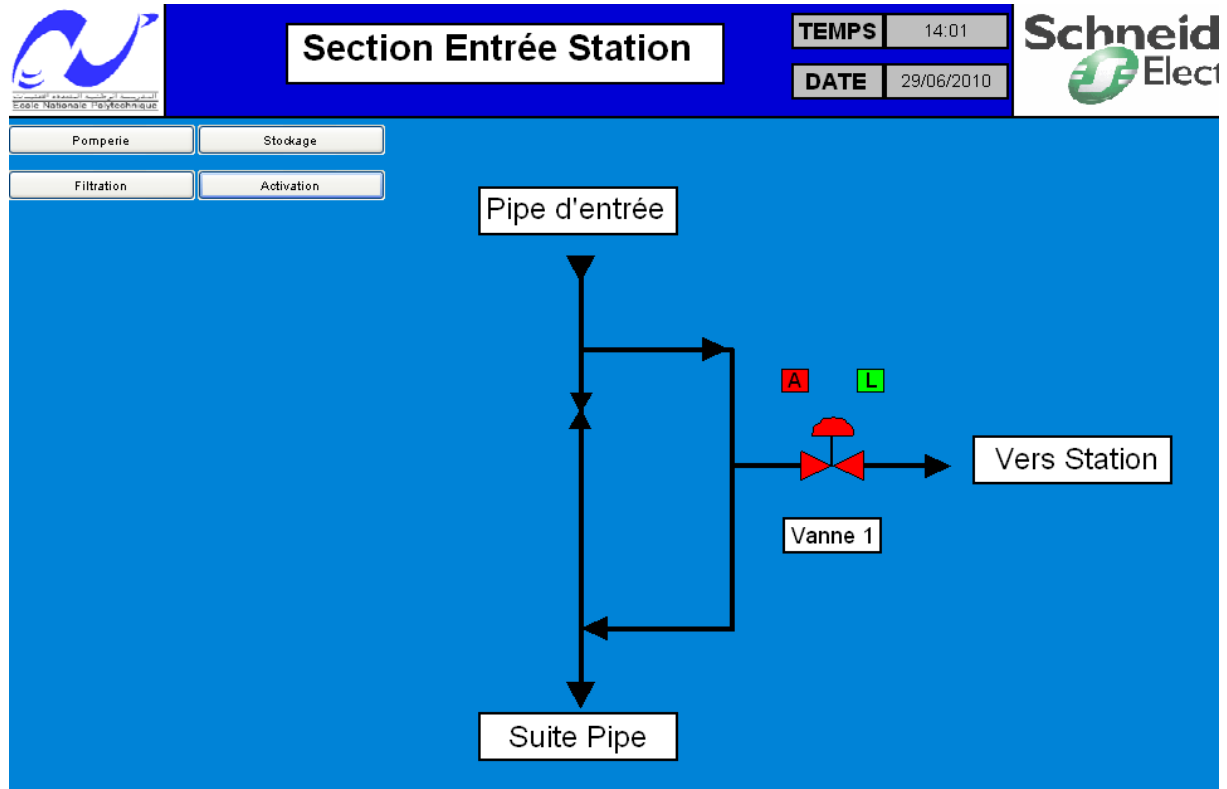 Section Entrée Station
TEMPS 14:01
DATE 29/06/2010
Schneid
Elect
Ecole Nationale Polytechnique
Pomperie
Stockage
Filtration
Activation
Pipe d'entrée
A
L
Vers Station
Vanne 1
Suite Pipe